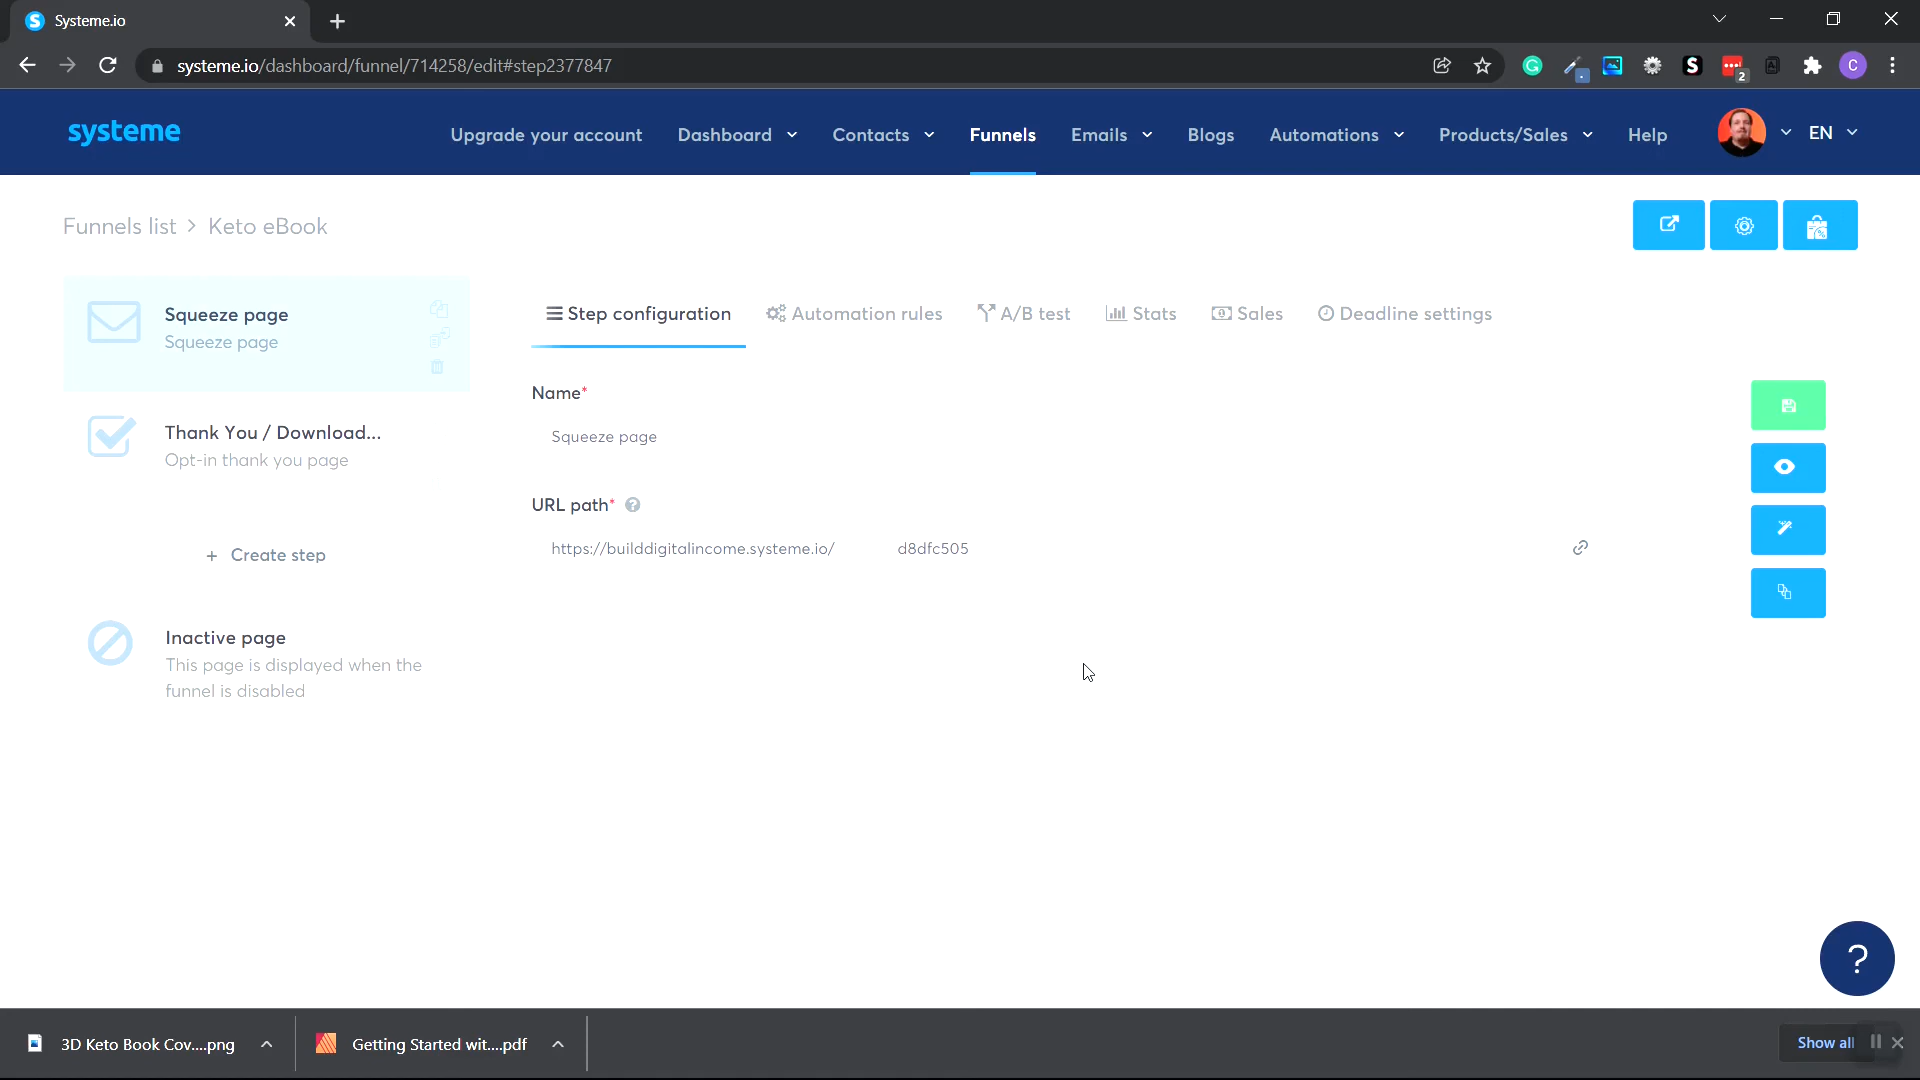 Systeme.io
systeme.io/dashboard/funnel/714258/edit#step2377847
2
C
systeme
Upgrade your account
Dashboard
Contacts
Funnels
Emails
Blogs
Automations
Products/Sales
Help
EN
Funnels list > Keto eBook
Squeeze page
Squeeze page
Thank You / Download...
Opt-in thank you page
+ Create step
Inactive page
This page is displayed when the
funnel is disabled
Step configuration
Automation rules
A/B test
Stats
Sales
Deadline settings
Name*
Squeeze page
URL path* ?
https://builddigitalincome.systeme.io/ d8dfc505
?
3D Keto Book Cov....png
Getting Started wit....pdf
Show all